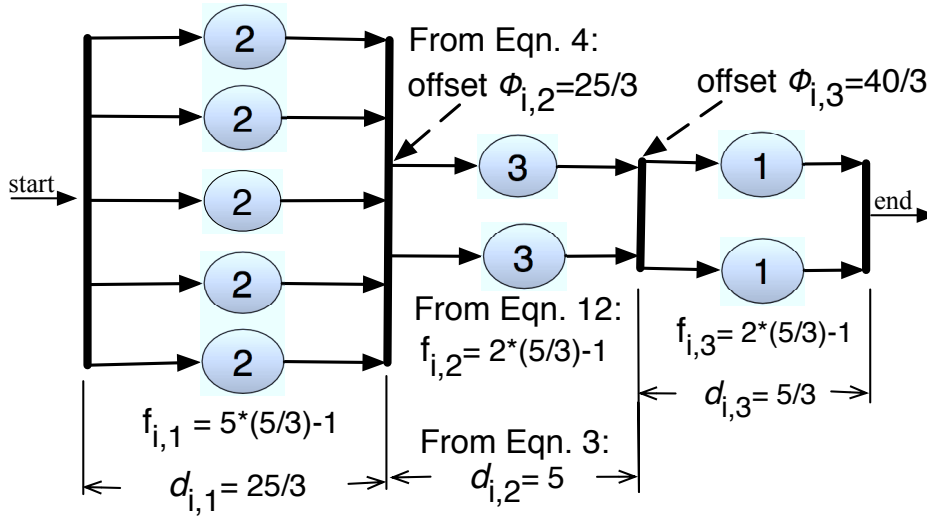 2
From Eqn. 4:
offset Φi,2=25/3
offset Φi,3=40/3
2
3
1
start
2
end
2
3
1
From Eqn. 12:
fi,2= 2*(5/3)-1
fi,3= 2*(5/3)-1
2
di,3= 5/3
fi,1 = 5*(5/3)-1
From Eqn. 3:
di,1= 25/3
di,2= 5